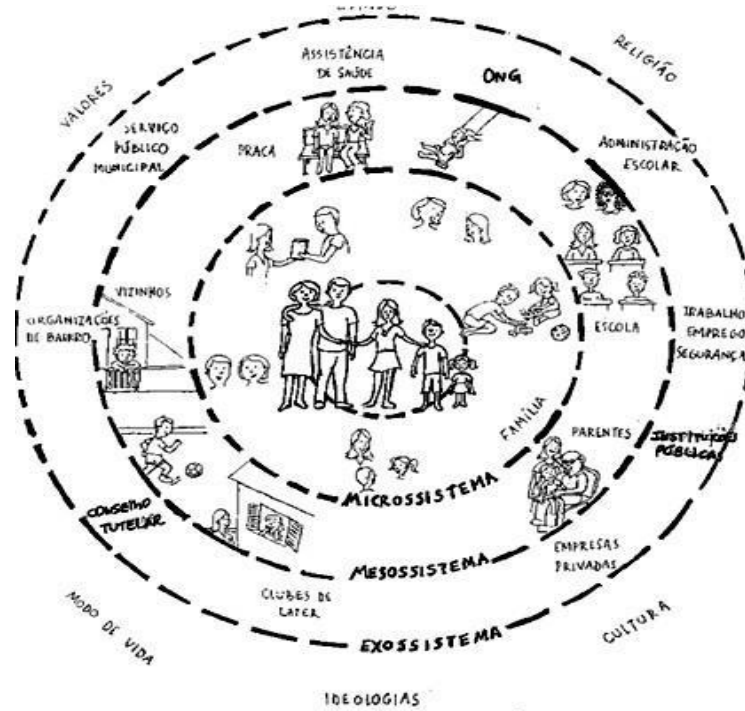 RELIGIÃO
VALORES
ASSISTÊNCIA
DE SAÚDE
ONG
SERVIÇO
PÚBLICO
MUNICIPAL
PRAÇA
ADMINISTRAÇÃO
ESCOLAR
VIZINHOS
ORGANIZAÇÕES
DE BAIRRO
ESCOLA
TRABALHO
EMPREGO
SEGURANÇA
FAMÍLIA
PARENTES
INSTITUIÇÕES
PÚBLICAS
MICROSSISTEMA
CONSELHO
TUTELAR
MESOSSISTEMA
EMPRESAS
PRIVADAS
CLUBES DE
LAZER
EXOSSISTEMA
MODO DE VIDA
CULTURA
IDEOLOGIAS